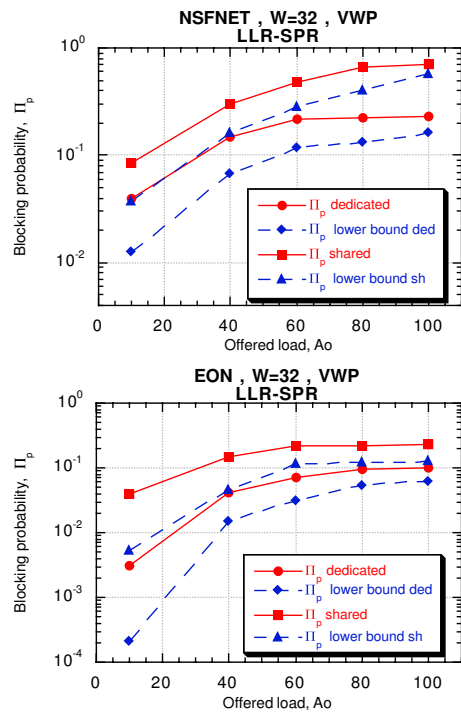 NSFNET , W=32 , VWP
LLR-SPR
10^0
10^-1
10^-2
Blocking probability, Π_p
Π_p dedicated
Π_p lower bound ded
Π_p shared
Π_p lower bound sh
0 20 40 60 80 100
Offered load, Ao
EON , W=32 , VWP
LLR-SPR
10^0
10^-1
10^-2
10^-3
10^-4
Blocking probability, Π_p
Π_p dedicated
Π_p lower bound ded
Π_p shared
Π_p lower bound sh
0 20 40 60 80 100
Offered load, Ao